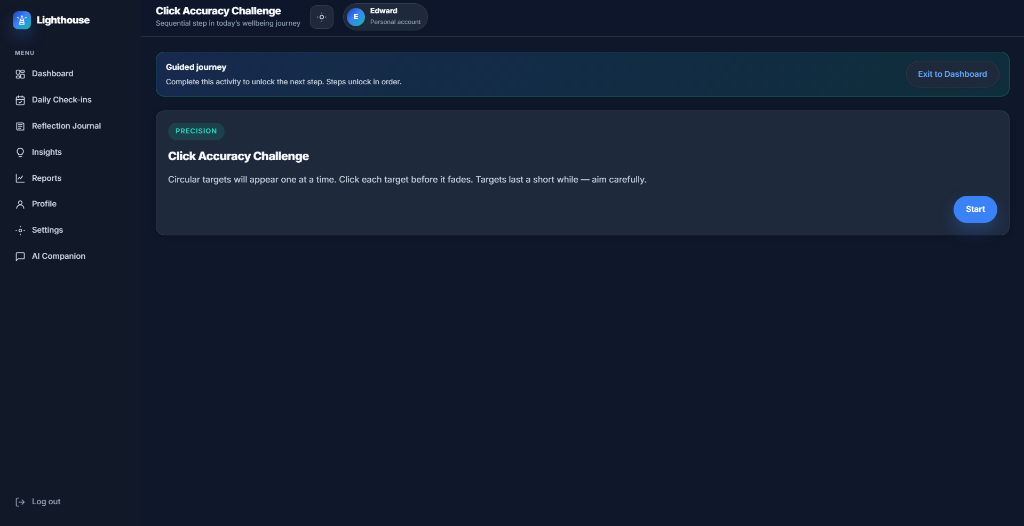 Lighthouse
MENU
Dashboard
Daily Check-ins
Reflection Journal
Insights
Reports
Profile
Settings
AI Companion
Log out
Click Accuracy Challenge
Sequential step in today's wellbeing journey
E
Edward
Personal account
Guided journey
Complete this activity to unlock the next step. Steps unlock in order.
Exit to Dashboard
PRECISION
Click Accuracy Challenge
Circular targets will appear one at a time. Click each target before it fades. Targets last a short while — aim carefully.
Start